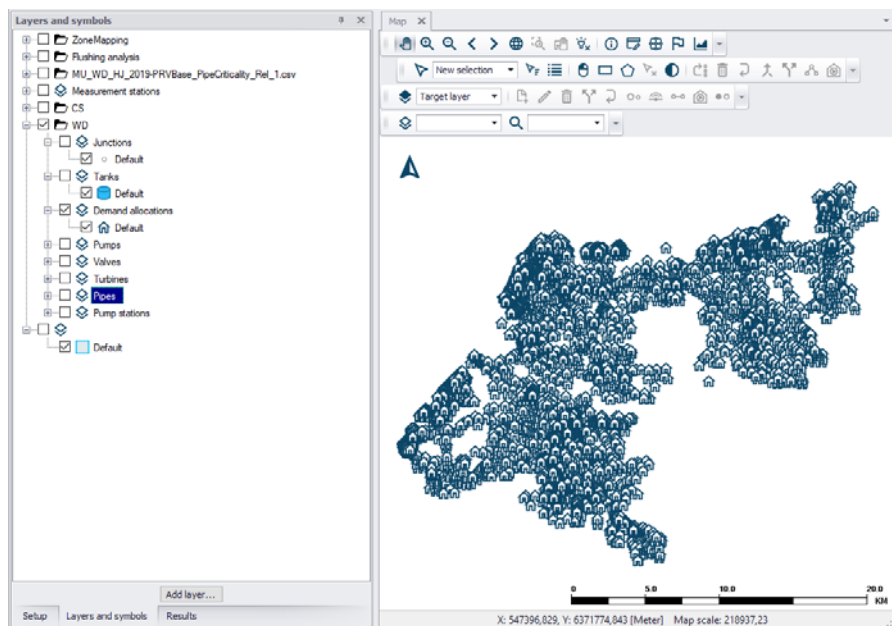 Layers and symbols
ZoneMapping
Flushing analysis
MU_WD_HJ_2019-PRVBase_PipeCriticality_Rel_1.csv
Measurement stations
CS
WD
Junctions
Default
Tanks
Default
Demand allocations
Default
Pumps
Valves
Turbines
Pipes
Pump stations
Default
Add layer...
Setup Layers and symbols Results
Map
New selection
Target layer
0 5.0 10.0 20.0
KM
X: 547396,829, Y: 6371774,843 [Meter] Map scale: 218937,23